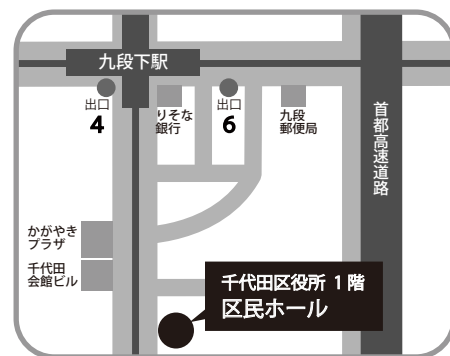 九段下駅
出口
4
りそな
銀行
出口
6
九段
郵便局
首都高速道路
かがやき
プラザ
千代田
会館ビル
千代田区役所 1階
区民ホール